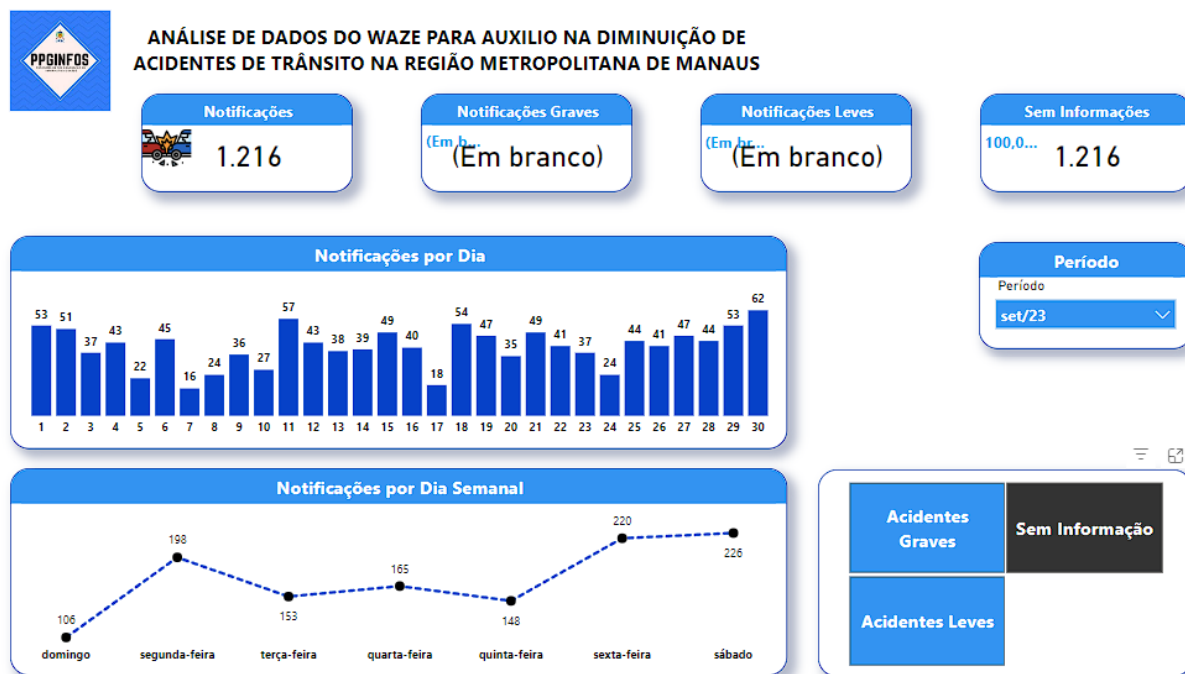 PPGINFOS
ANÁLISE DE DADOS DO WAZE PARA AUXILIO NA DIMINUIÇÃO DE
ACIDENTES DE TRÂNSITO NA REGIÃO METROPOLITANA DE MANAUS
Notificações
1.216
Notificações Graves
(Em b...
(Em branco)
Notificações Leves
(Em br...
(Em branco)
Sem Informações
100,0...
1.216
Notificações por Dia
53 51 37 43 22 45 16 24 36 27 57 43 38 39 49 40 18 54 47 35 49 41 37 24 44 41 47 44 53 62
1 2 3 4 5 6 7 8 9 10 11 12 13 14 15 16 17 18 19 20 21 22 23 24 25 26 27 28 29 30
Período
Período
set/23
Notificações por Dia Semanal
106 198 153 165 148 220 226
domingo segunda-feira terça-feira quarta-feira quinta-feira sexta-feira sábado
Acidentes
Graves
Sem Informação
Acidentes Leves